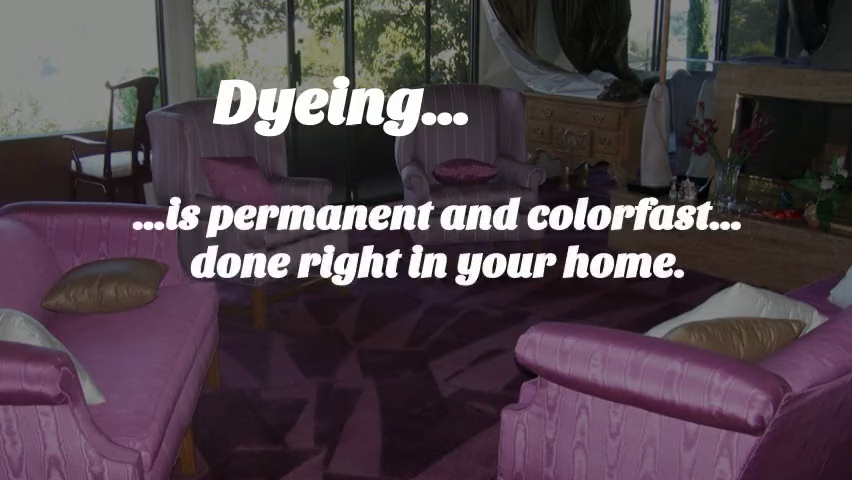 Dyeing...
...is permanent and colorfast...
done right in your home.